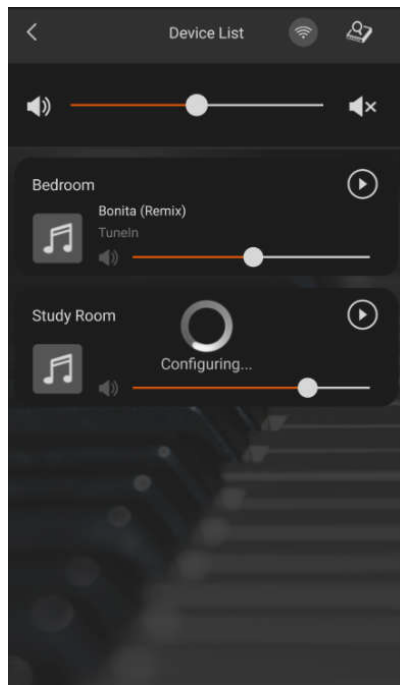 Device List
Bedroom
Bonita (Remix)
TuneIn
Study Room
Configuring...